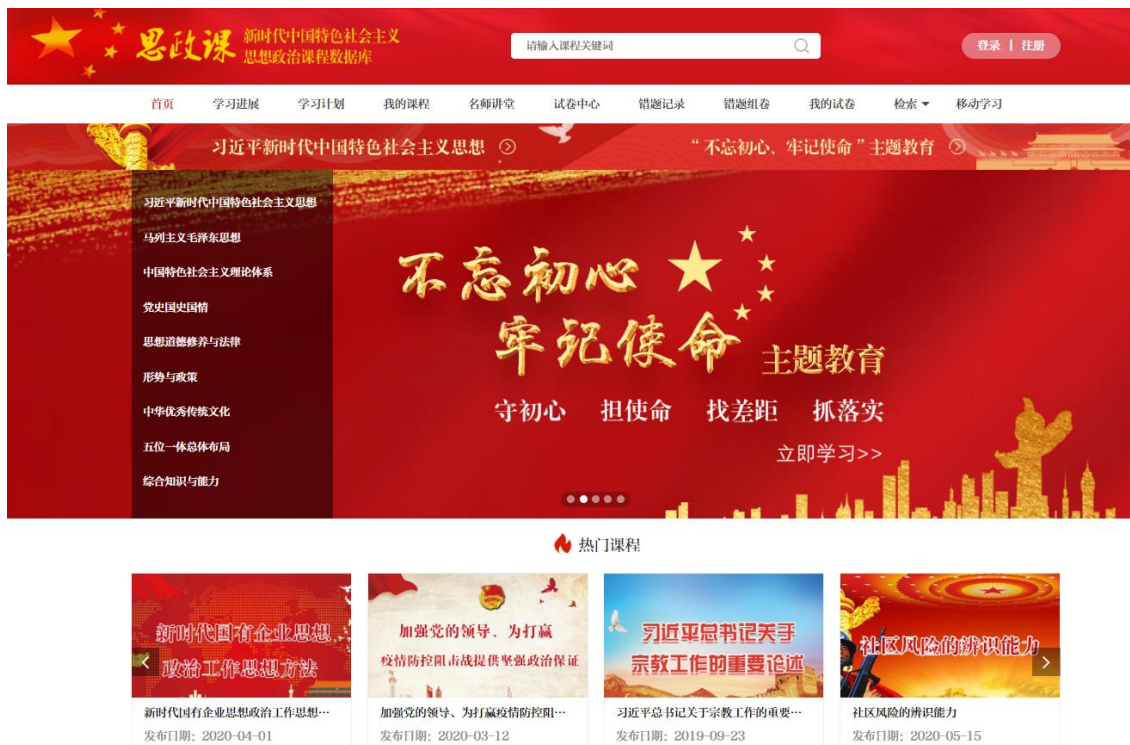 思政课 新时代中国特色社会主义
思想政治课程数据库
请输入课程关键词
登录 | 注册
首页 学习进展 学习计划 我的课程 名师讲堂 试卷中心 错题记录 错题组卷 我的试卷 检索 移动学习
习近平新时代中国特色社会主义思想
“不忘初心、牢记使命”主题教育
习近平新时代中国特色社会主义思想
马列主义毛泽东思想
中国特色社会主义理论体系
党史国史国情
思想道德修养与法律
形势与政策
中华优秀传统文化
五位一体总体布局
综合知识与能力
不忘初心
牢记使命
主题教育
守初心 担使命 找差距 抓落实
立即学习>>
热门课程
新时代国有企业思想
政治工作思想方法
新时代国有企业思想政治工作思想…
发布日期：2020-04-01
加强党的领导、为打赢
疫情防控阻击战提供坚强政治保证
加强党的领导、为打赢疫情防控阻…
发布日期：2020-03-12
习近平总书记关于
宗教工作的重要论述
习近平总书记关于宗教工作的重要…
发布日期：2019-09-23
社区风险的辨识能力
社区风险的辨识能力
发布日期：2020-05-15